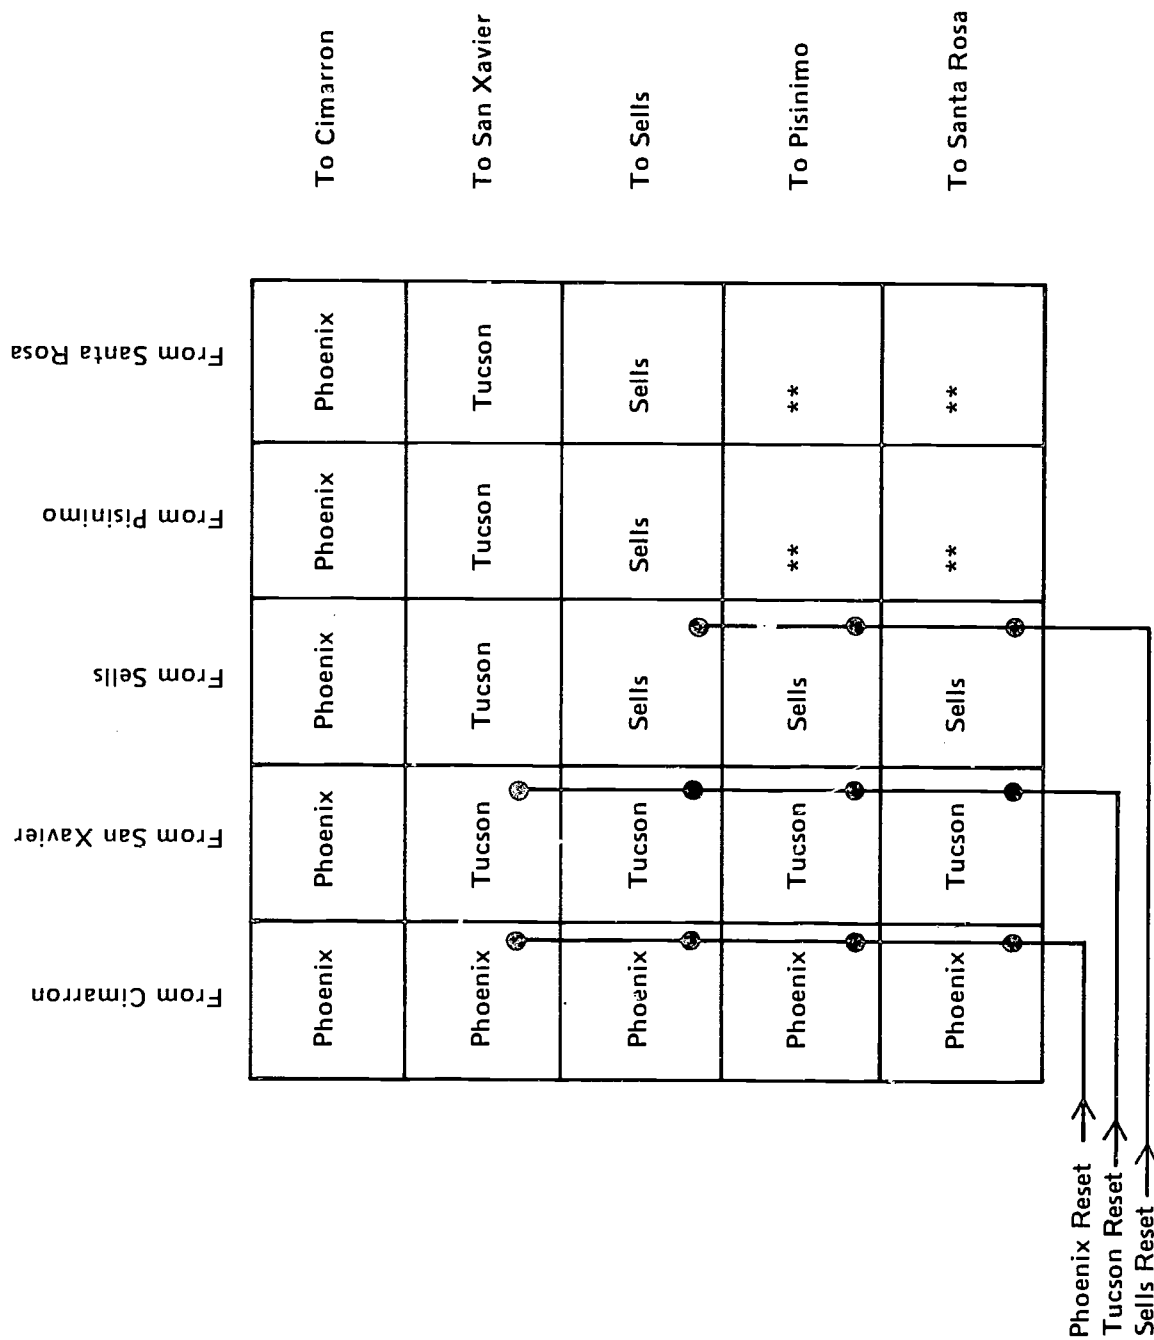 From Cimarron
From San Xavier
From Sells
From Pisinimo
From Santa Rosa
Phoenix Phoenix Phoenix Phoenix Phoenix To Cimarron
Phoenix Tucson Tucson Tucson Tucson To San Xavier
Phoenix Tucson Sells Sells Sells To Sells
Phoenix Tucson Sells ** ** To Pisinimo
Phoenix Tucson Sells ** ** To Santa Rosa
Phoenix Reset
Tucson Reset
Sells Reset